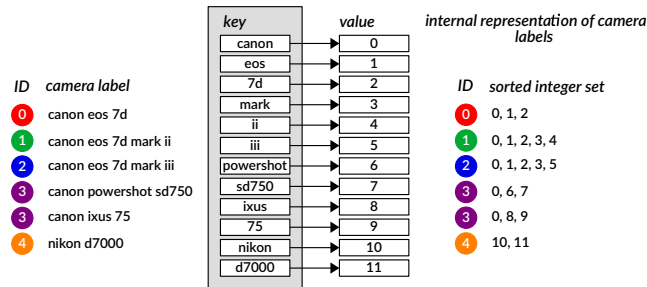 ID camera label
0 canon eos 7d
1 canon eos 7d mark ii
2 canon eos 7d mark iii
3 canon powershot sd750
3 canon ixus 75
4 nikon d7000
key value
canon 0
eos 1
7d 2
mark 3
ii 4
iii 5
powershot 6
sd750 7
ixus 8
75 9
nikon 10
d7000 11
internal representation of camera
labels
ID sorted integer set
0 0, 1, 2
1 0, 1, 2, 3, 4
2 0, 1, 2, 3, 5
3 0, 6, 7
3 0, 8, 9
4 10, 11